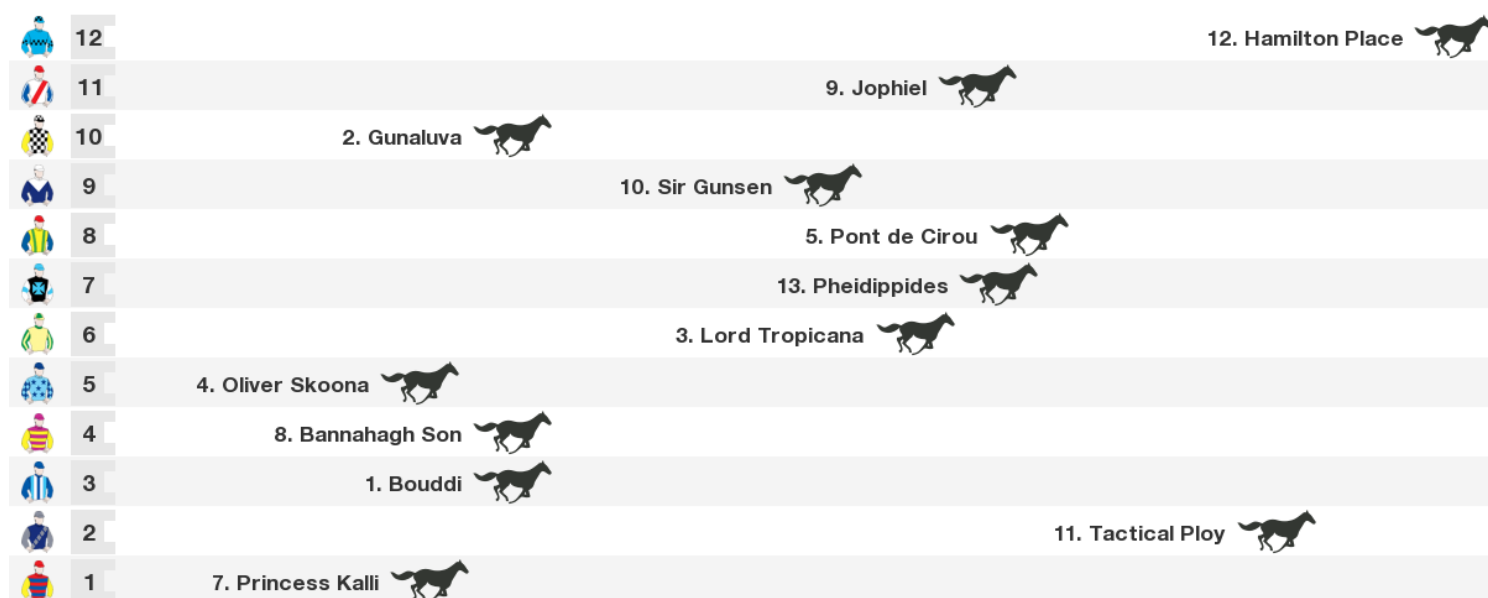 12 12. Hamilton Place
11 9. Jophiel
10 2. Gunaluva
9 10. Sir Gunsen
8 5. Pont de Cirou
7 13. Pheidippides
6 3. Lord Tropicana
5 4. Oliver Skoona
4 8. Bannahagh Son
3 1. Bouddi
2 11. Tactical Ploy
1 7. Princess Kalli